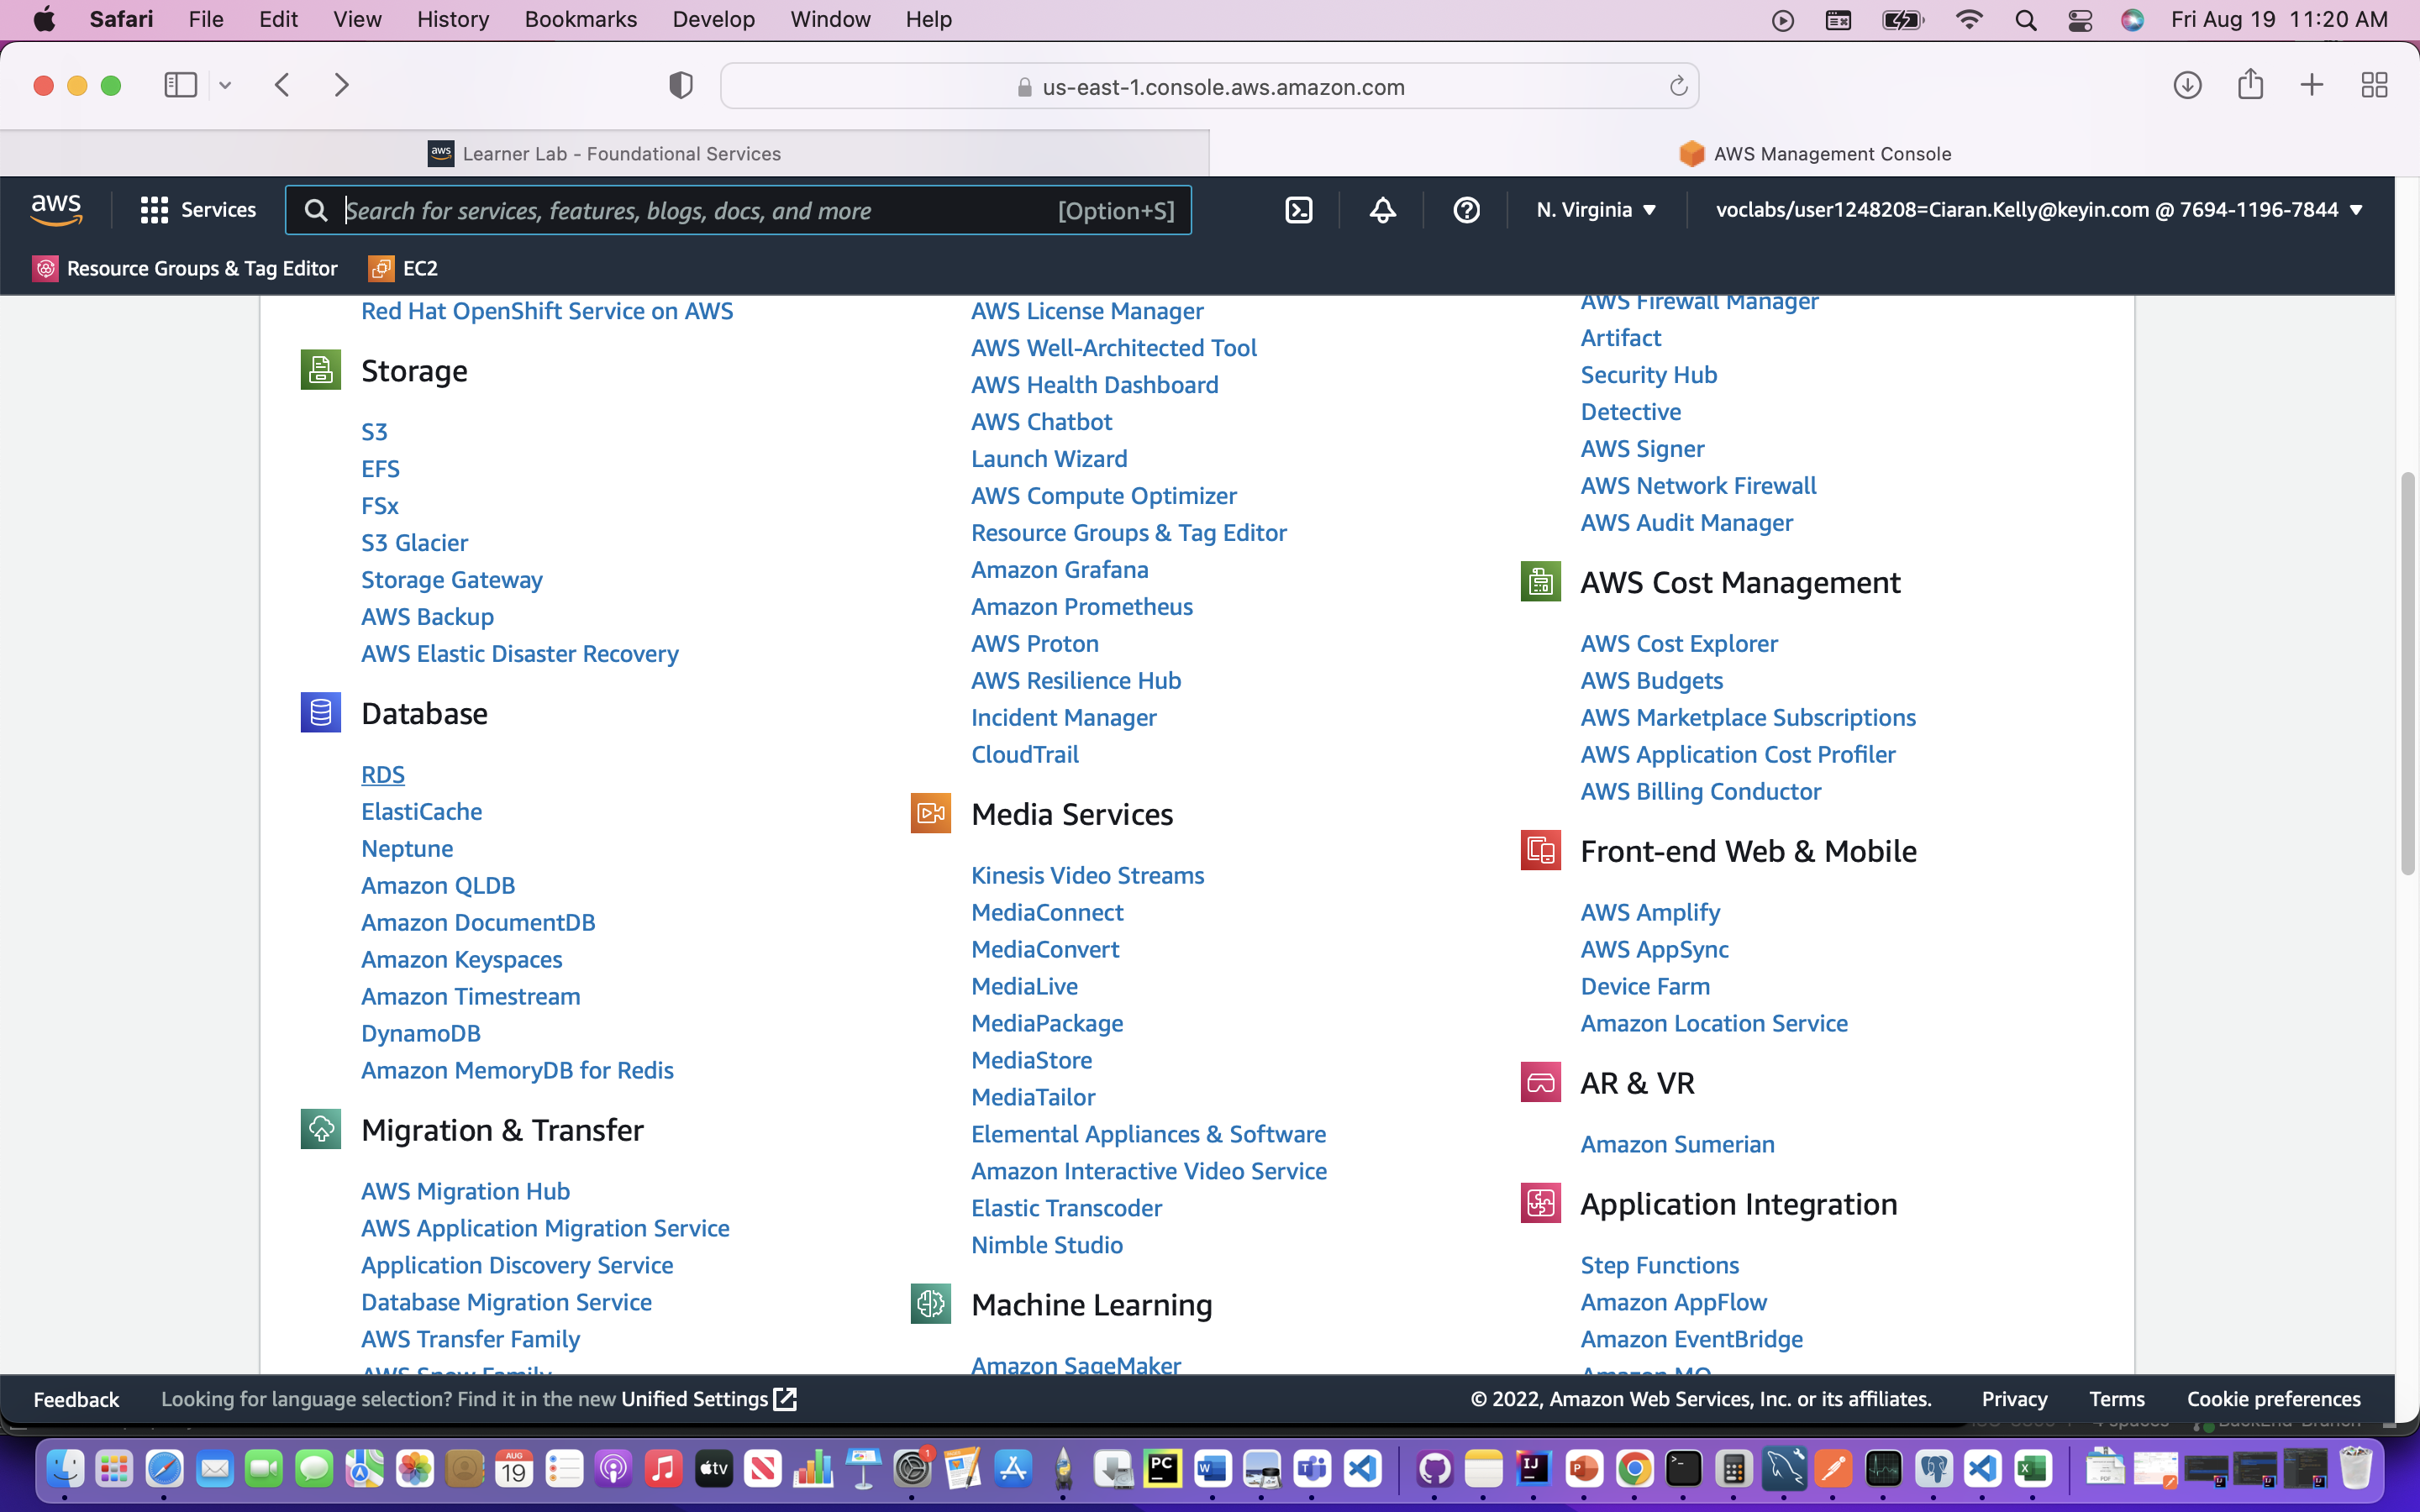 Safari File Edit View History Bookmarks Develop Window Help Fri Aug 19 11:20 AM
us-east-1.console.aws.amazon.com
aws Learner Lab - Foundational Services
AWS Management Console
aws Services Search for services, features, blogs, docs, and more [Option+S] N. Virginia voclabs/user1248208=Ciaran.Kelly@keyin.com @ 7694-1196-7844
Resource Groups & Tag Editor EC2
Red Hat OpenShift Service on AWS
Storage
S3
EFS
FSx
S3 Glacier
Storage Gateway
AWS Backup
AWS Elastic Disaster Recovery
Database
RDS
ElastiCache
Neptune
Amazon QLDB
Amazon DocumentDB
Amazon Keyspaces
Amazon Timestream
DynamoDB
Amazon MemoryDB for Redis
Migration & Transfer
AWS Migration Hub
AWS Application Migration Service
Application Discovery Service
Database Migration Service
AWS Transfer Family
AWS Snow Family
AWS License Manager
AWS Well-Architected Tool
AWS Health Dashboard
AWS Chatbot
Launch Wizard
AWS Compute Optimizer
Resource Groups & Tag Editor
Amazon Grafana
Amazon Prometheus
AWS Proton
AWS Resilience Hub
Incident Manager
CloudTrail
Media Services
Kinesis Video Streams
MediaConnect
MediaConvert
MediaLive
MediaPackage
MediaStore
MediaTailor
Elemental Appliances & Software
Amazon Interactive Video Service
Elastic Transcoder
Nimble Studio
Machine Learning
Amazon SageMaker
AWS Firewall Manager
Artifact
Security Hub
Detective
AWS Signer
AWS Network Firewall
AWS Audit Manager
AWS Cost Management
AWS Cost Explorer
AWS Budgets
AWS Marketplace Subscriptions
AWS Application Cost Profiler
AWS Billing Conductor
Front-end Web & Mobile
AWS Amplify
AWS AppSync
Device Farm
Amazon Location Service
AR & VR
Amazon Sumerian
Application Integration
Step Functions
Amazon AppFlow
Amazon EventBridge
Amazon MQ
Feedback Looking for language selection? Find it in the new Unified Settings © 2022, Amazon Web Services, Inc. or its affiliates. Privacy Terms Cookie preferences
AUG
19
tv
1
PC
W
T
IJ
P
X
PDF